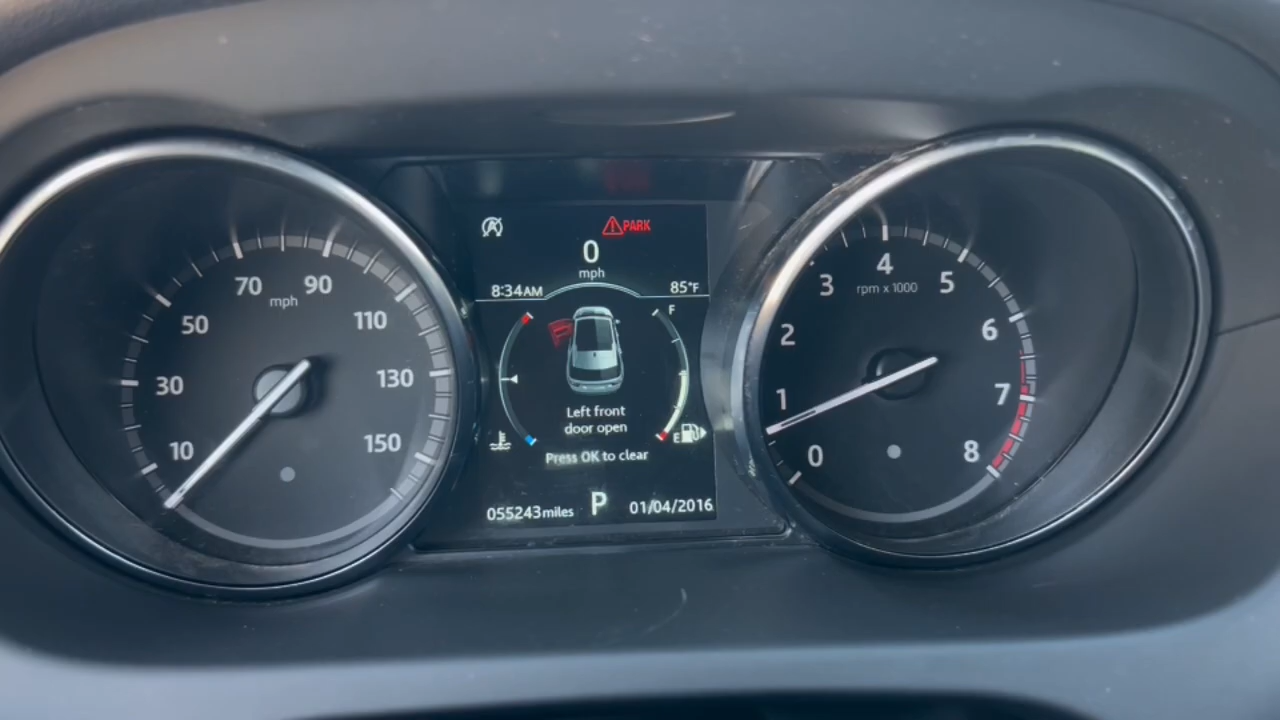 70 90
mph
50
110
30
130
10
150
PARK
0
mph
8:34AM
85°F
F
Left front
door open
E
Press OK to clear
055243miles P 01/04/2016
4
3 5
rpm x 1000
2 6
1 7
0 8